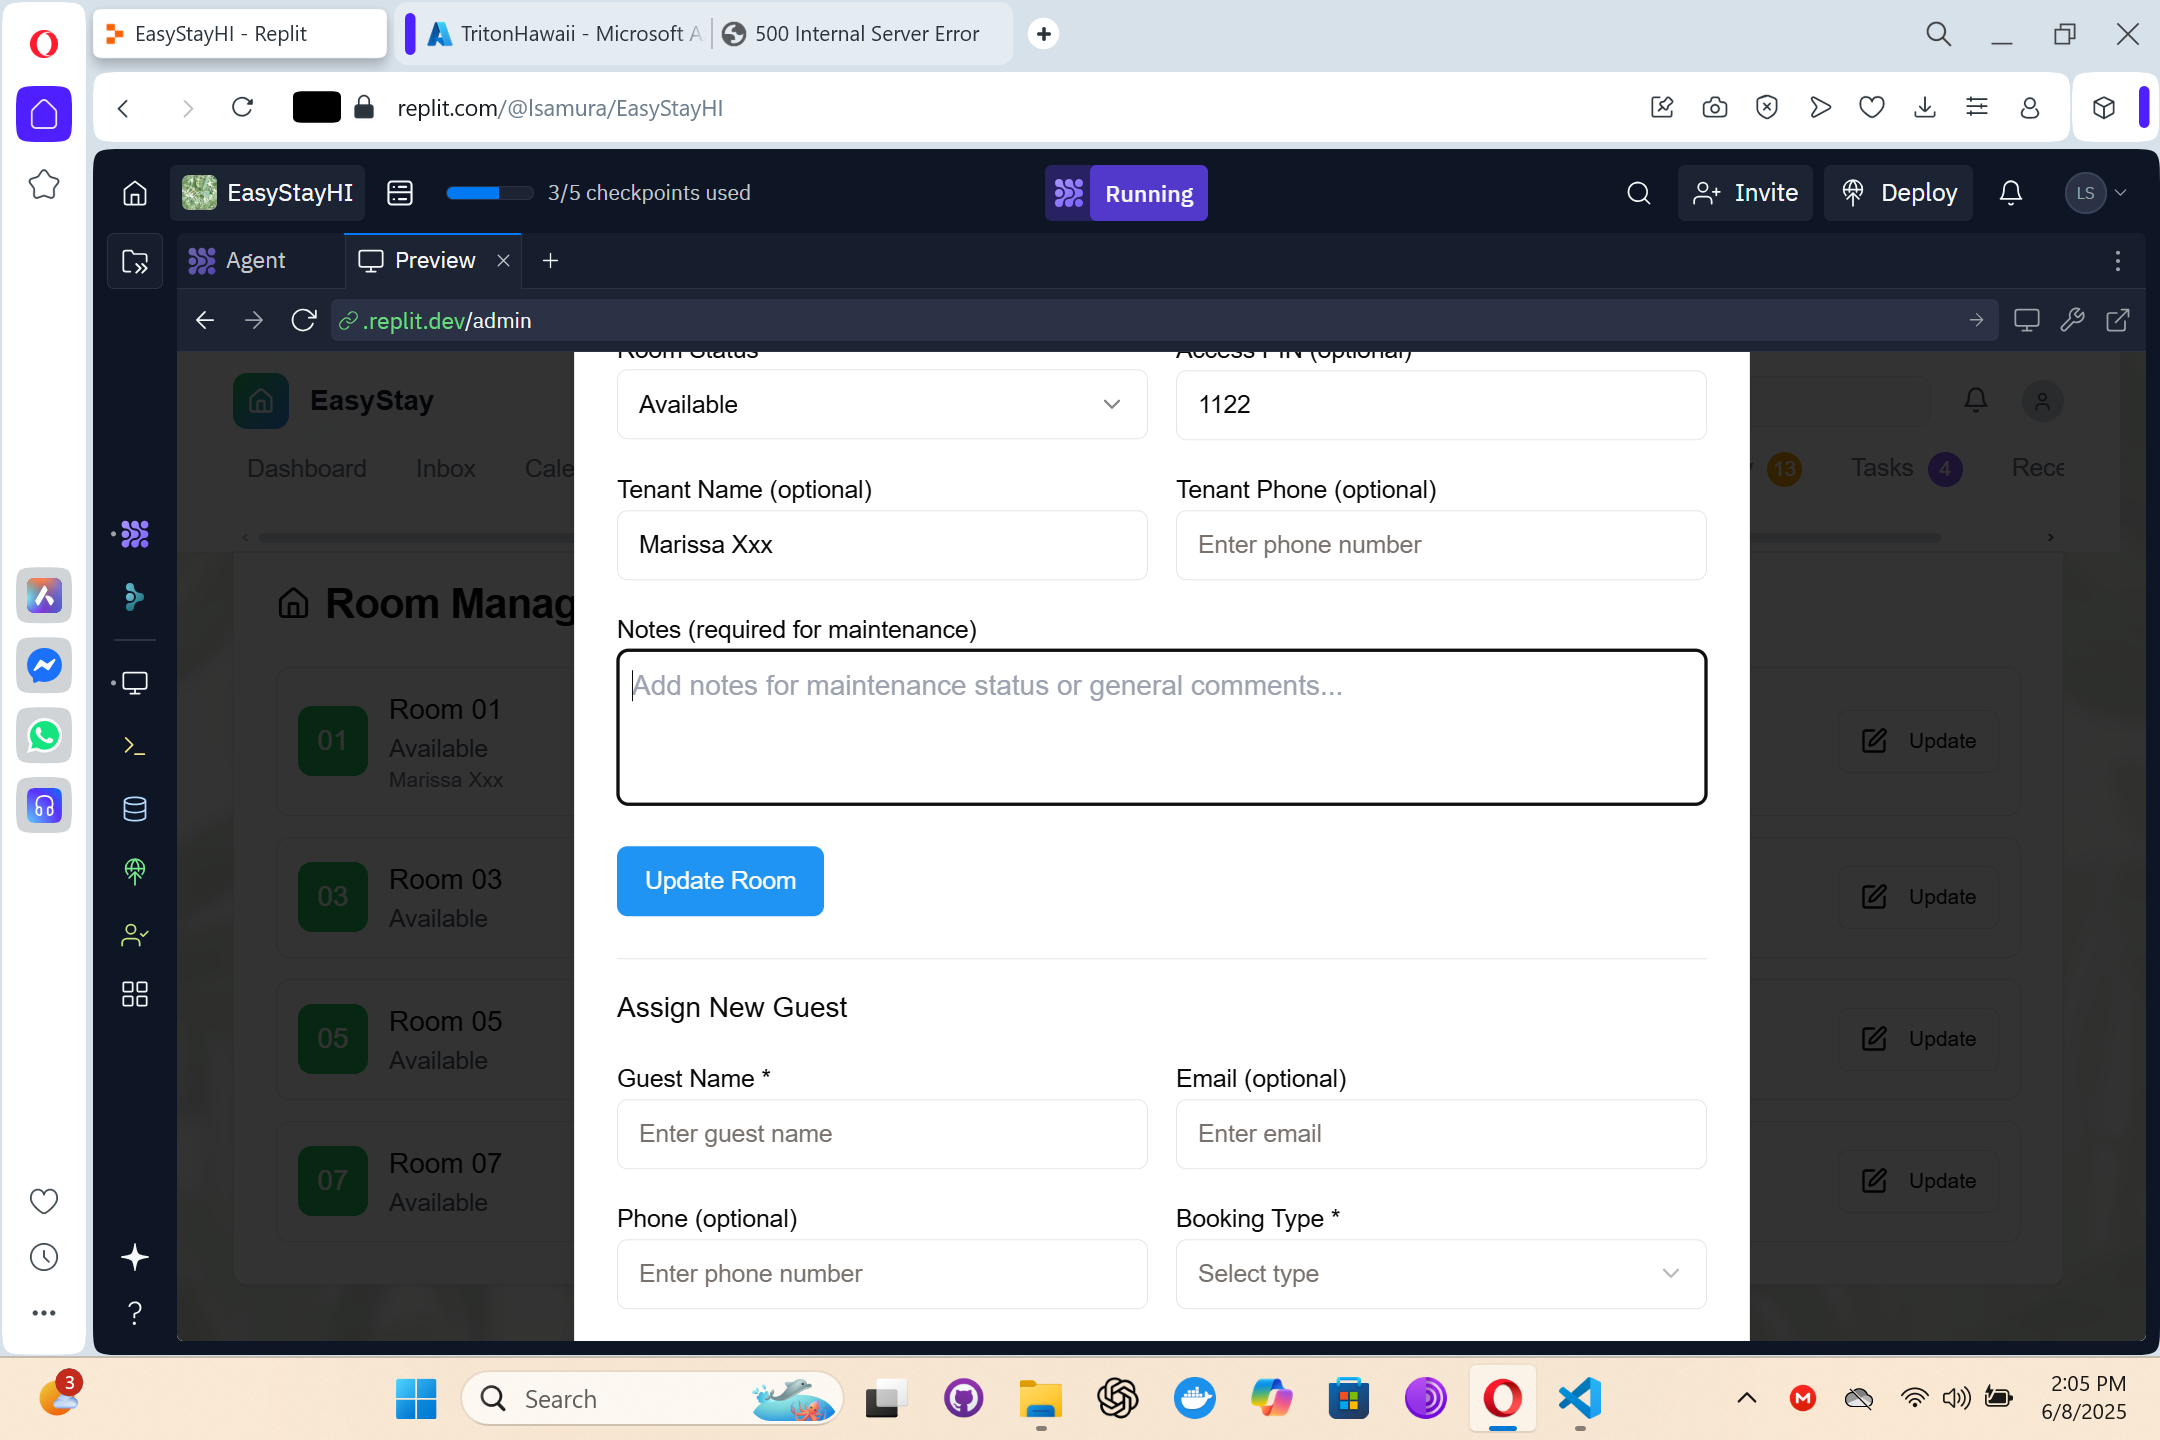 EasyStayHI - Replit
TritonHawaii - Microsoft A
500 Internal Server Error
replit.com/@lsamura/EasyStayHI
EasyStayHI
3/5 checkpoints used
Running
Invite
Deploy
LS
Agent
Preview
.replit.dev/admin
Room Status
Access PIN (optional)
EasyStay
Available
1122
Dashboard
Inbox
Cale
13
Tasks
4
Rece
Tenant Name (optional)
Tenant Phone (optional)
Marissa Xxx
Enter phone number
Room Manag
Notes (required for maintenance)
Add notes for maintenance status or general comments...
01
Room 01
Available
Marissa Xxx
Update
03
Room 03
Available
Update
Update Room
05
Room 05
Available
Update
Assign New Guest
Guest Name *
Email (optional)
Enter guest name
Enter email
07
Room 07
Available
Update
Phone (optional)
Booking Type *
Enter phone number
Select type
3
Search
M
2:05 PM
6/8/2025